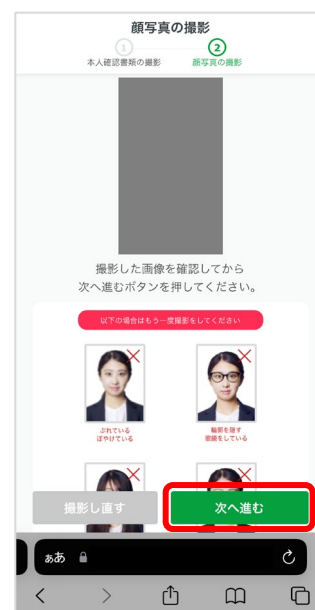 顔写真の撮影
1
2
本人確認書類の撮影
顔写真の撮影
撮影した画像を確認してから
次へ進むボタンを押してください。
以下の場合はもう一度撮影をしてください
ぶれている
ぼやけている
輪郭を隠す
眼鏡をしている
撮影し直す
次へ進む
ああ